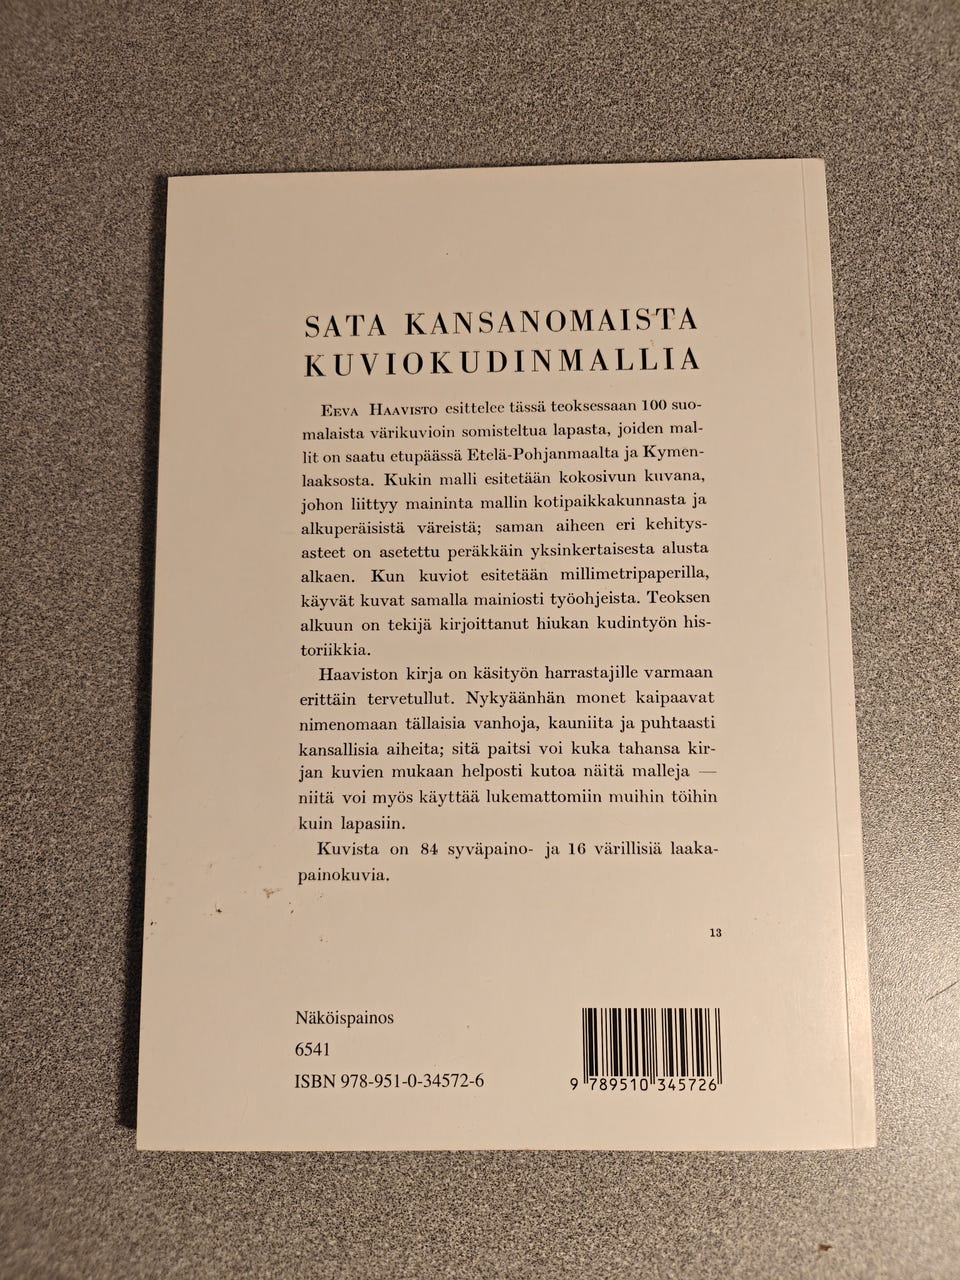 SATA KANSANOMAISTA
KUVIOKUDINMALLIA
EEVA HAAVISTO esittelee tässä teoksessaan 100 suo-
malaista värikuvioin somisteltua lapasta, joiden mal-
lit on saatu etupäässä Etelä-Pohjanmaalta ja Kymen-
laaksosta. Kukin malli esitetään kokosivun kuvana,
johon liittyy maininta mallin kotipaikkakunnasta ja
alkuperäisistä väreistä; saman aiheen eri kehitys-
asteet on asetettu peräkkäin yksinkertaisesta alusta
alkaen. Kun kuviot esitetään millimetripaperilla,
käyvät kuvat samalla mainiosti työohjeista. Teoksen
alkuun on tekijä kirjoittanut hiukan kudintyön his-
toriikkia.
Haaviston kirja on käsityön harrastajille varmaan
erittäin tervetullut. Nykyäänhän monet kaipaavat
nimenomaan tällaisia vanhoja, kauniita ja puhtaasti
kansallisia aiheita; sitä paitsi voi kuka tahansa kir-
jan kuvien mukaan helposti kutoa näitä malleja —
niitä voi myös käyttää lukemattomiin muihin töihin
kuin lapasiin.
Kuvista on 84 syväpaino- ja 16 värillisiä laaka-
painokuvia.
13
Näköispainos
6541
ISBN 978-951-0-34572-6
9 789510 345726